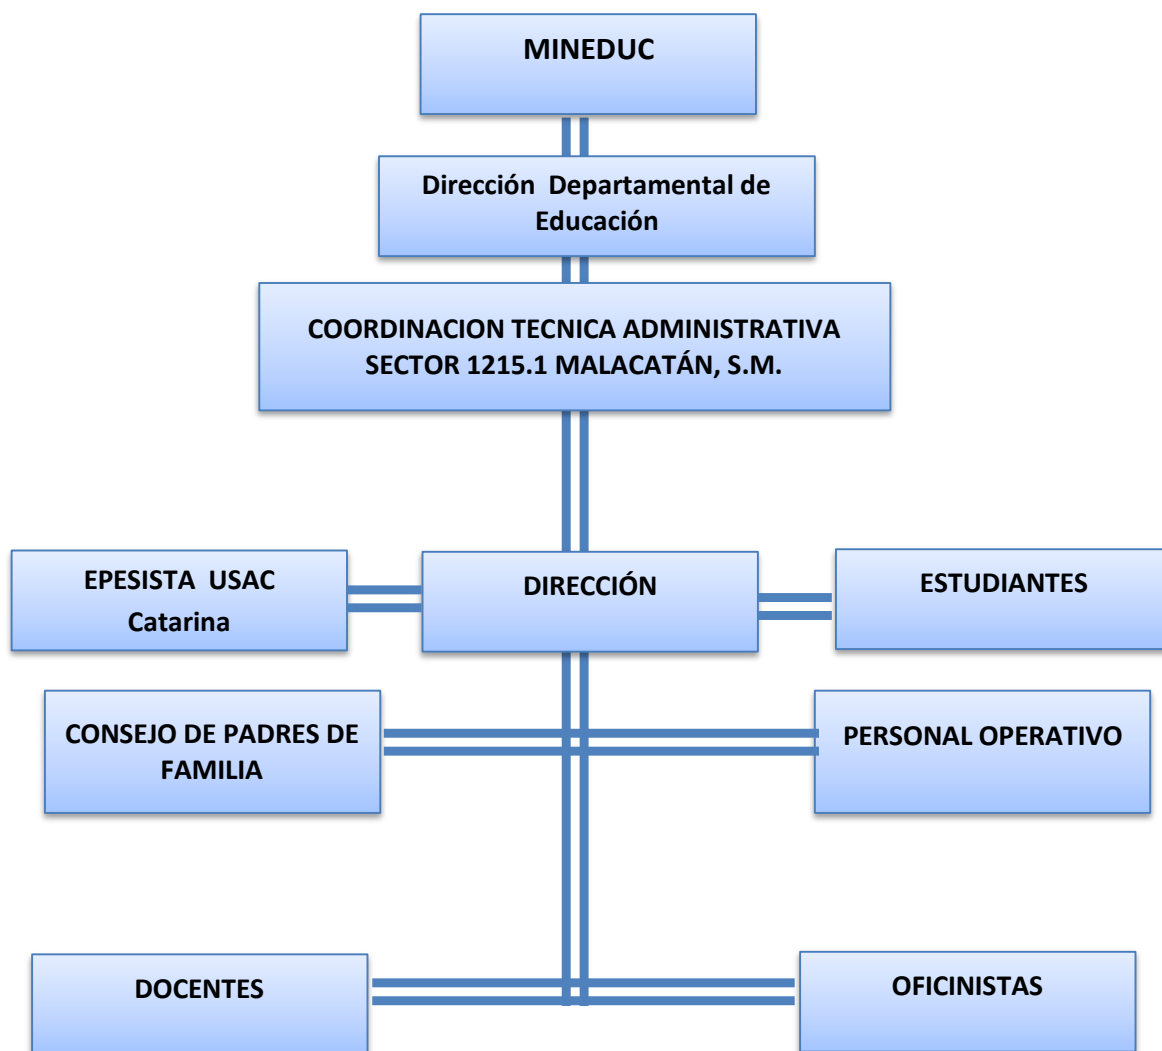 MINEDUC
Dirección Departamental de
Educación
COORDINACION TECNICA ADMINISTRATIVA
SECTOR 1215.1 MALACATÁN, S.M.
EPESISTA USAC
Catarina
DIRECCIÓN
ESTUDIANTES
CONSEJO DE PADRES DE
FAMILIA
PERSONAL OPERATIVO
DOCENTES
OFICINISTAS